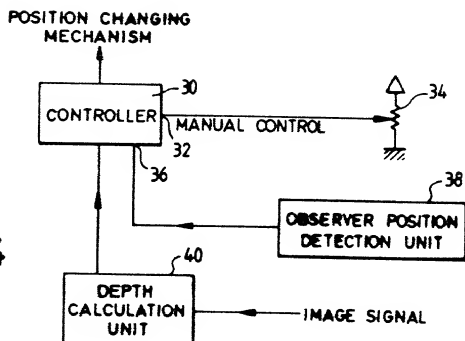 POSITION CHANGING
MECHANISM
30
34
CONTROLLER
32
MANUAL CONTROL
36
38
OBSERVER POSITION
DETECTION UNIT
40
DEPTH
CALCULATION
UNIT
IMAGE SIGNAL